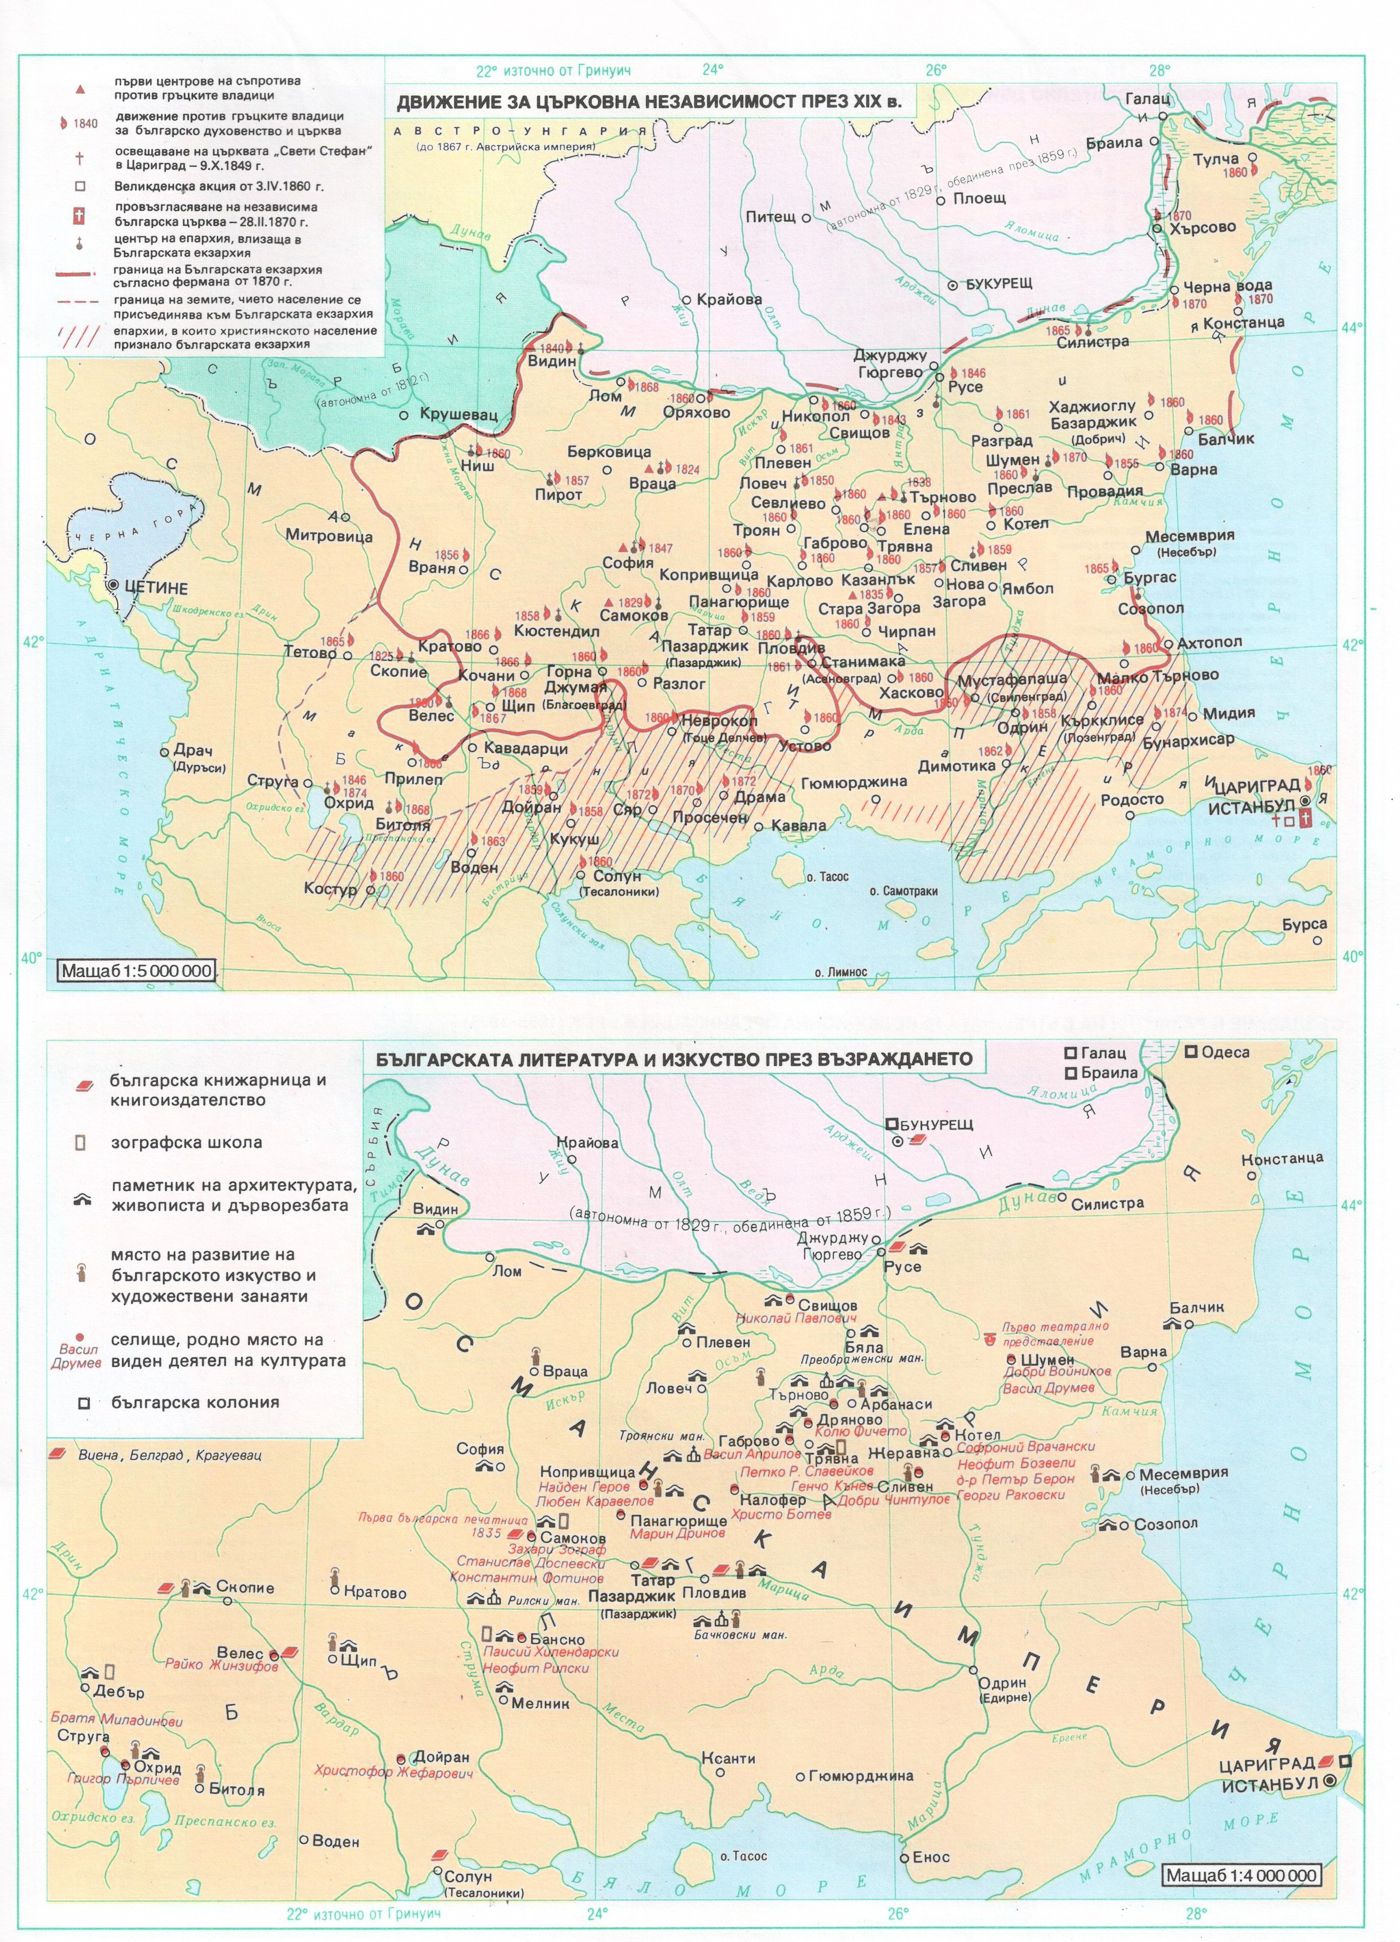 22° източно от Гринуич
24°
26°
28°
първи центрове на съпротива
против гръцките владици
1840
движение против гръцките владици
за българско духовенство и църква
освещаване на църквата „Свети Стефан“
в Цариград – 9.X.1849 г.
Великденска акция от 3.IV.1860 г.
провъзгласяване на независима
българска църква – 28.II.1870 г.
център на епархия, влизаща в
Българската екзархия
граница на Българската екзархия
съгласно фермана от 1870 г.
граница на земите, чието население се
присъединява към Българската екзархия
епархии, в които християнското население
признало българската екзархия
ДВИЖЕНИЕ ЗА ЦЪРКОВНА НЕЗАВИСИМОСТ ПРЕЗ XIX в.
АВСТРО-УНГАРИЯ
(до 1867 г. Австрийска империя)
РУМЪНИЯ
(автономна от 1829 г., обединена през 1859 г.)
Галац
Браила
Тулча
1860
Питещ
Плоещ
Яломица
1870
Хърсово
Дунав
СЪРБИЯ
(автономна от 1812 г.)
Морава
Зап. Морава
Крайова
Жиу
Олт
Арджеш
БУКУРЕЩ
Черна вода
1870
1870
Констанца
44°
1840
Видин
Крушевац
Джурджу
Гюргево
Дунав
1865
Силистра
Лом
1868
1860
Оряхово
Никопол
1860
Свищов
1843
1846
Русе
1861
Разград
Хаджиоглу
Базарджик
(Добрич)
1860
1860
Балчик
Ниш
1860
Южна Морава
Берковица
Пирот
1857
Враца
1824
Искър
Вит
Осъм
Янтра
1861
Плевен
Ловеч
1850
Севлиево
1860
1838
Търново
Шумен
1870
1860
Преслав
1855
Провадия
1860
Варна
Камчия
ЧЕРНА ГОРА
ЦЕТИНЕ
Митровица
1860
Троян
1860
Габрово
1860
Трявна
Елена
1860
1860
Котел
Месемврия
(Несебър)
1856
Враня
София
1847
1860
Копривщица
1860
Карлово
1860
Казанлък
1857
Нова
Загора
1859
Сливен
Ямбол
1865
Бургас
Созопол
Шкодренско ез.
Дрин
1858
Кюстендил
1829
Самоков
1860
Панагюрище
Марица
1835
Стара Загора
1859
Татар
Пазарджик
(Пазарджик)
1860
Пловдив
1860
Чирпан
Тунджа
42°
1865
Тетово
1825
Скопие
1866
Кратово
1866
Кочани
1860
Горна
Джумая
(Благоевград)
1860
Разлог
1861
Станимака
(Асеновград)
1860
Хасково
Мустафапаша
(Свиленград)
1860
1860
Малко Търново
Ахтопол
Велес
1868
Щип
1867
Кавадарци
Струма
1860
Неврокоп
(Гоце Делчев)
Места
1860
Устово
Арда
1858
Одрин
1860
Къркклисе
(Лозенград)
1874
Бунархисар
Мидия
Драч
(Дуръси)
Прилеп
1862
Димотика
Ергене
Струга
1846
1874
Охрид
Охридско ез.
1868
Битоля
Преспанско ез.
1859
Дойран
Вардар
1858
Кукуш
1872
Сяр
1870
Просечен
1872
Драма
Кавала
Гюмюрджина
Марица
Родосто
1860
ЦАРИГРАД
ИСТАНБУЛ
1863
Воден
Бистрица
1860
Костур
Вьоса
1860
Солун
(Тесалоники)
Солунски зал.
о. Тасос
о. Самотраки
о. Лимнос
Бурса
ОСМАНСКА ИМПЕРИЯ
БЪЛГАРИЯ
Македония
АДРИАТИЧЕСКО МОРЕ
БЯЛО МОРЕ
МРАМОРНО МОРЕ
ЧЕРНО МОРЕ
40°
40°
Мащаб 1:5 000 000
БЪЛГАРСКАТА ЛИТЕРАТУРА И ИЗКУСТВО ПРЕЗ ВЪЗРАЖДАНЕТО
българска книжарница и
книгоиздателство
зографска школа
паметник на архитектурата,
живописта и дърворезбата
място на развитие на
българското изкуство и
художествени занаяти
Васил
Друмев
селище, родно място на
виден деятел на културата
българска колония
Виена, Белград, Крагуевац
СЪРБИЯ
Тимок
Дунав
РУМЪНИЯ
(автономна от 1829 г., обединена от 1859 г.)
Галац
Браила
Одеса
Яломица
БУКУРЕЩ
Арджеш
Крайова
Жиу
Олт
Ведя
Констанца
44°
Видин
Дунав
Силистра
Джурджу
Гюргево
Русе
Лом
Свищов
Николай Павлович
Вит
Плевен
Бяла
Преображенски ман.
Първо театрално
представление
Шумен
Добри Войников
Васил Друмев
Балчик
Варна
Враца
Искър
Осъм
Ловеч
Търново
Арбанаси
Камчия
София
Троянски ман.
Дряново
Колю Фичето
Габрово
Васил Априлов
Трявна
Петко Р. Славейков
Генчо Кънев
Жеравна
Котел
Софроний Врачански
Неофит Бозвели
д-р Петър Берон
Георги Раковски
Сливен
Добри Чинтулов
Месемврия
(Несебър)
Созопол
Копривщица
Найден Геров
Любен Каравелов
Калофер
Христо Ботев
Панагюрище
Марин Дринов
Първа българска печатница
1835
Самоков
Захари Зограф
Станислав Доспевски
Константин Фотинов
Татар
Пазарджик
(Пазарджик)
Пловдив
Марица
Тунджа
Дрин
42°
42°
Скопие
Кратово
Рилски ман.
Бачковски ман.
Велес
Райко Жинзифов
Щип
Банско
Паисий Хилендарски
Неофит Рилски
Струма
Мелник
Места
Арда
Одрин
(Едирне)
Дебър
Братя Миладинови
Струга
Охрид
Григор Пърличев
Битоля
Охридско ез.
Преспанско ез.
Вардар
Дойран
Христофор Жефарович
Воден
Ксанти
Гюмюрджина
Ергене
Марица
Енос
ЦАРИГРАД
ИСТАНБУЛ
Солун
(Тесалоники)
о. Тасос
ОСМАНСКА ИМПЕРИЯ
БЪЛГАРИЯ
БЯЛО МОРЕ
МРАМОРНО МОРЕ
ЧЕРНО МОРЕ
Мащаб 1:4 000 000
22° източно от Гринуич
24°
26°
28°